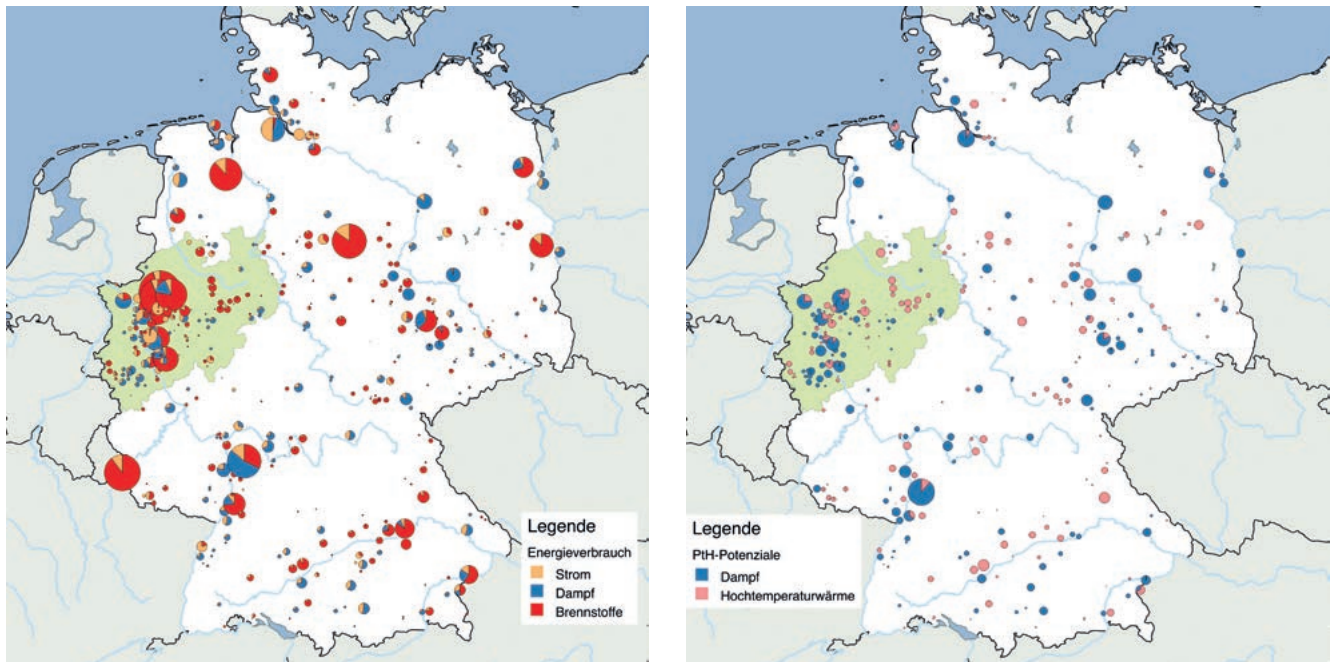 Legende
Energieverbrauch
Strom
Dampf
Brennstoffe
Legende
PtH-Potenziale
Dampf
Hochtemperaturwärme